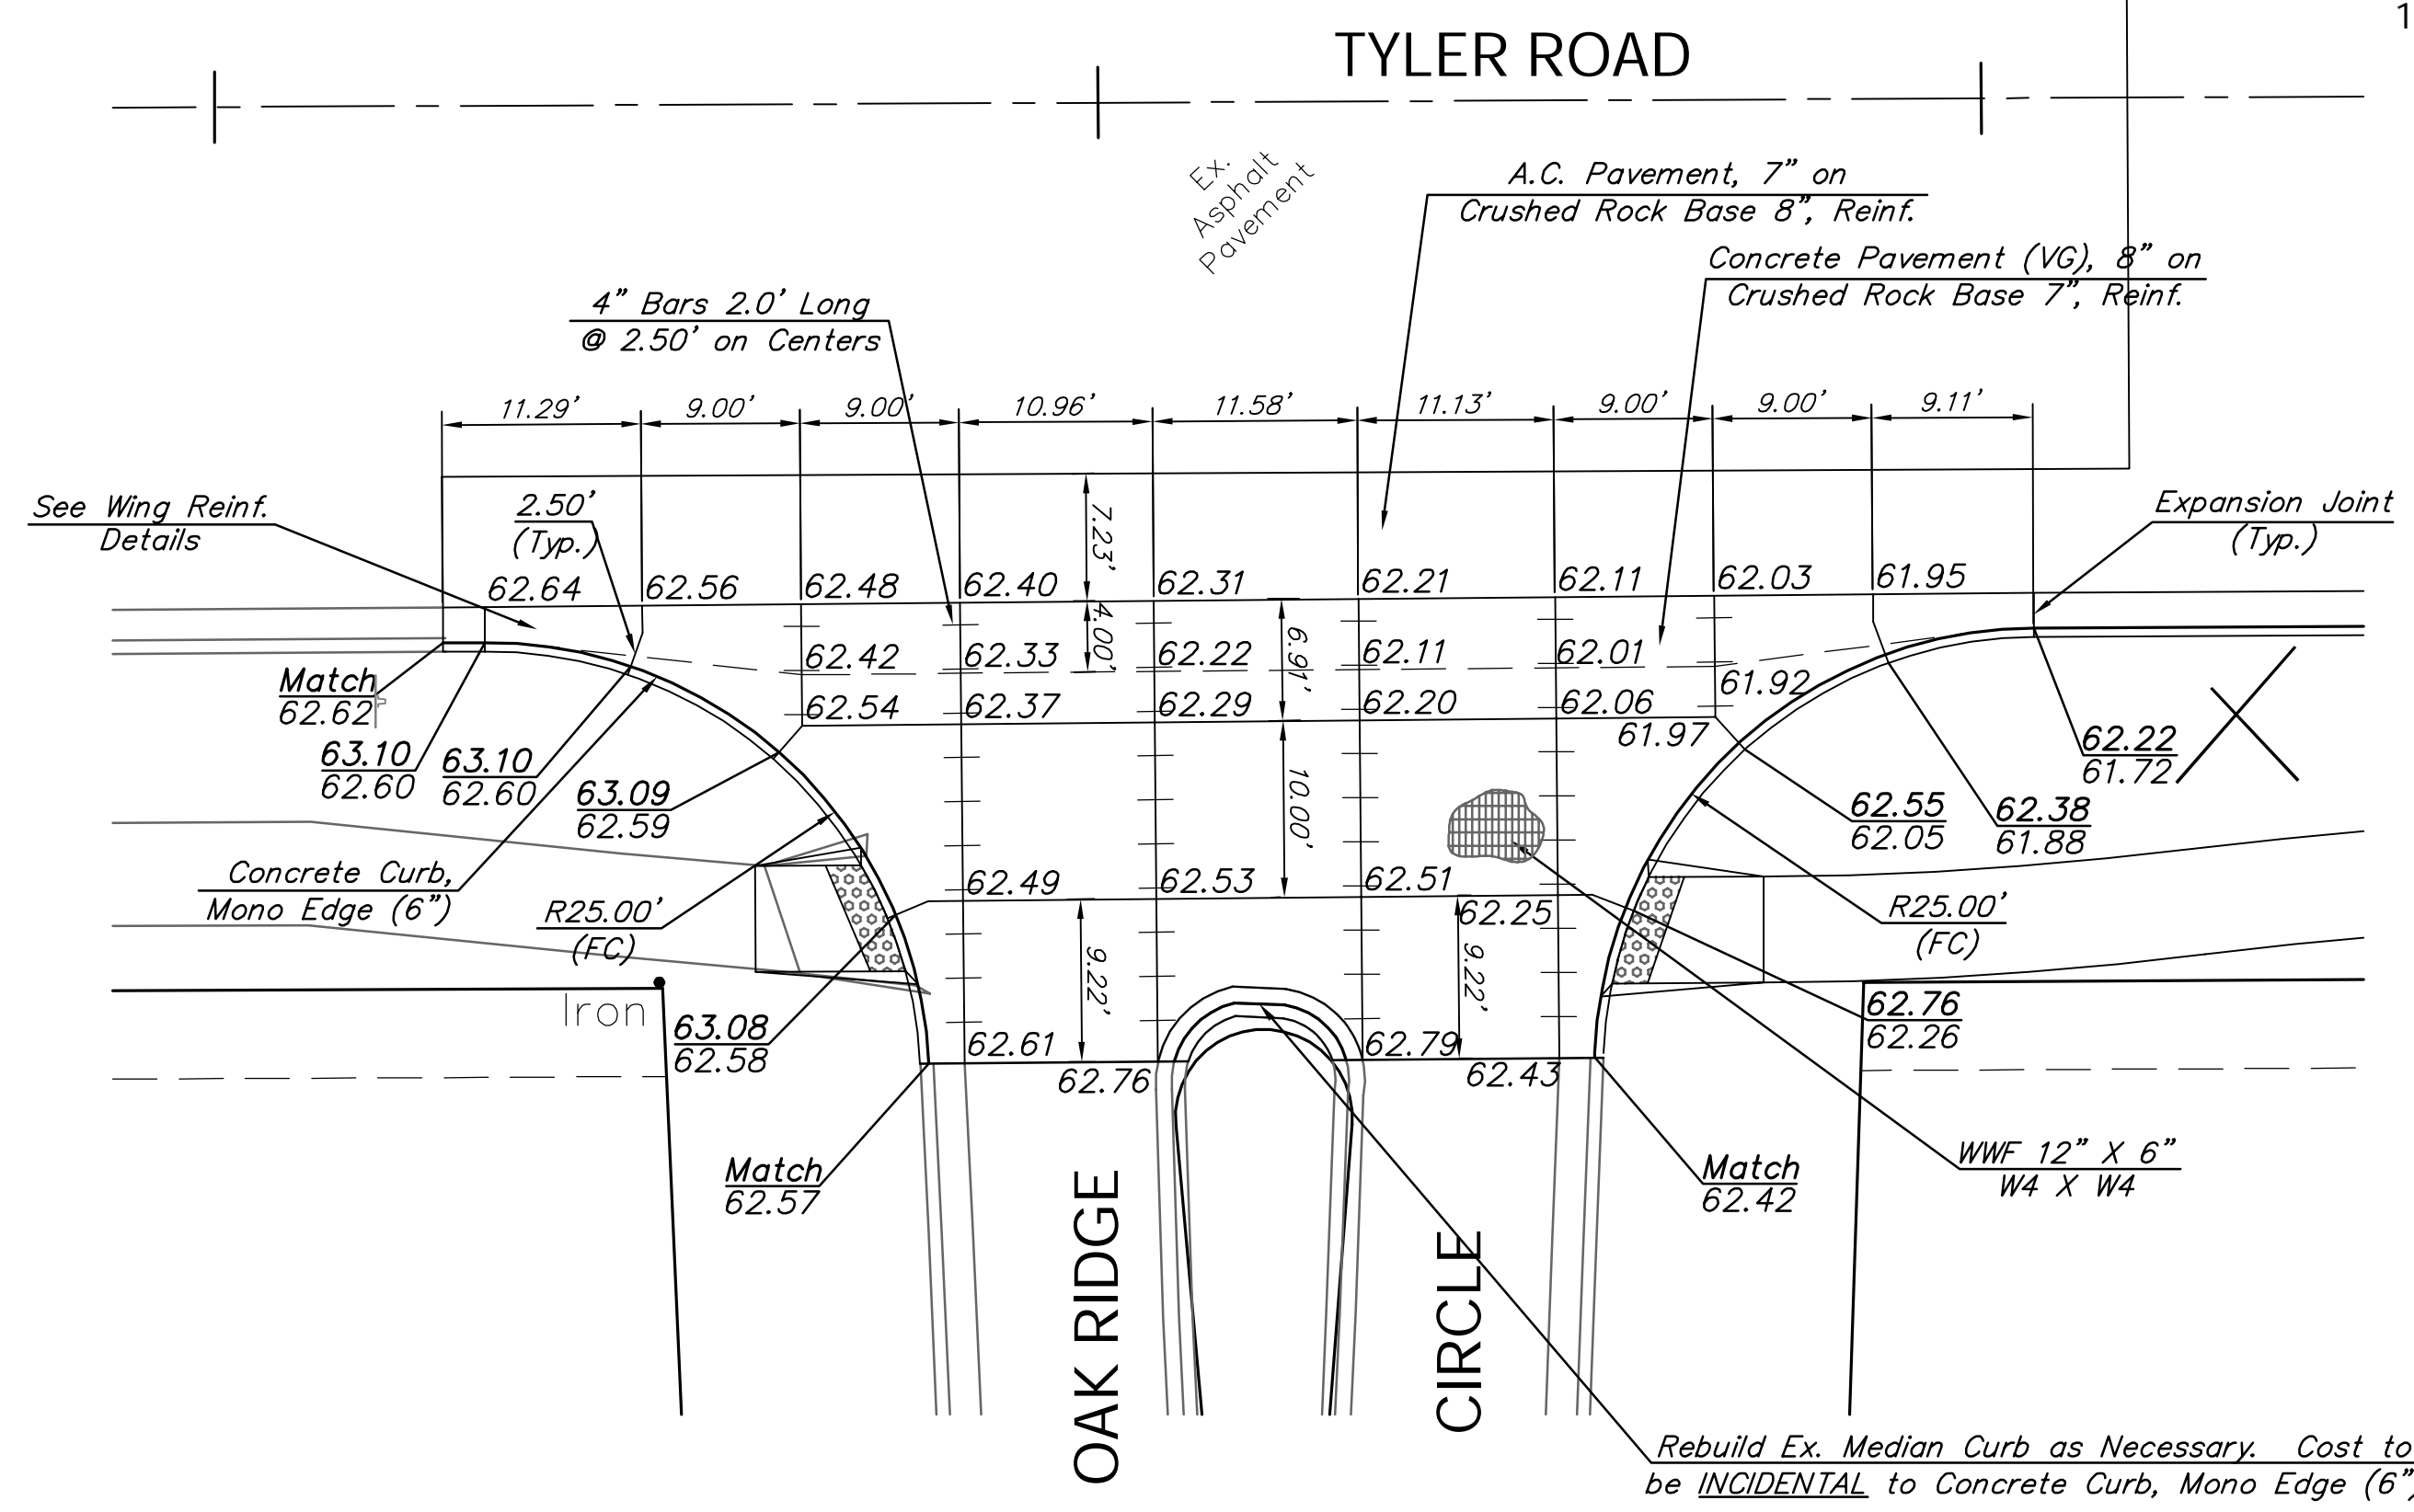 1
TYLER ROAD
Ex.
Asphalt
Pavement
A.C. Pavement, 7" on
Crushed Rock Base 8", Reinf.
Concrete Pavement (VG), 8" on
Crushed Rock Base 7", Reinf.
4" Bars 2.0' Long
@ 2.50' on Centers
11.29' 9.00' 9.00' 10.96' 11.58' 11.13' 9.00' 9.00' 9.11'
See Wing Reinf.
Details
2.50'
(Typ.)
Expansion Joint
(Typ.)
7.23'
62.64 62.56 62.48 62.40 62.31 62.21 62.11 62.03 61.95
4.00'
6.91'
62.42 62.33 62.22 62.11 62.01
61.92
62.54 62.37 62.29 62.20 62.06
61.97
Match
62.62
63.10
62.60
63.10
62.60
63.09
62.59
10.00'
62.22
61.72
62.55
62.05
62.38
61.88
Concrete Curb,
Mono Edge (6")
R25.00'
(FC)
62.49 62.53 62.51
62.25
R25.00'
(FC)
9.22'
9.22'
Iron
63.08
62.58
62.61
62.76
62.79
62.43
62.76
62.26
Match
62.57
Match
62.42
WWF 12" X 6"
W4 X W4
OAK RIDGE
CIRCLE
Rebuild Ex. Median Curb as Necessary. Cost to
be INCIDENTAL to Concrete Curb, Mono Edge (6")